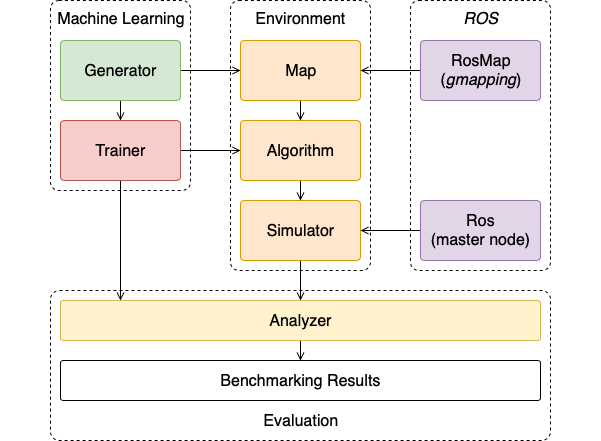 Machine Learning
Environment
ROS
Generator
Map
RosMap
(gmapping)
Trainer
Algorithm
Simulator
Ros
(master node)
Analyzer
Benchmarking Results
Evaluation